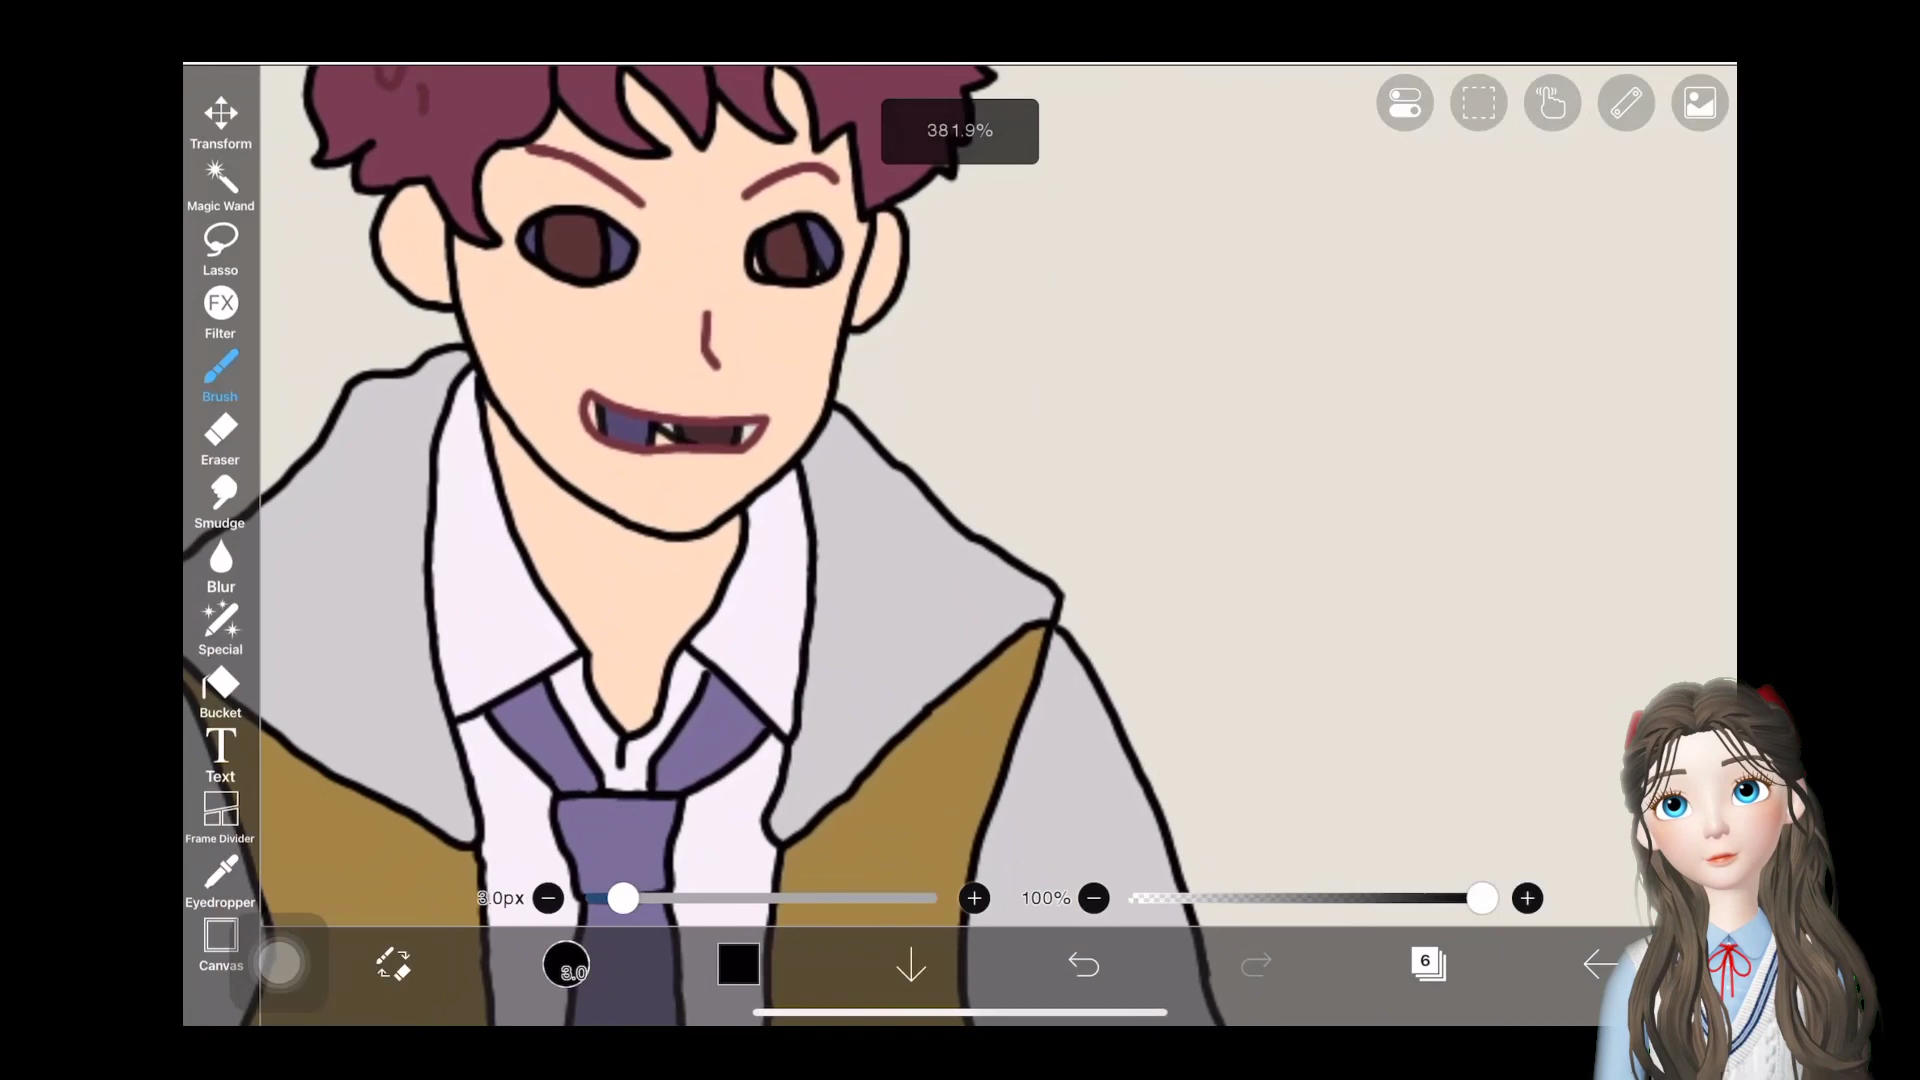 381.9%
Transform
Magic Wand
Lasso
FX
Filter
Brush
Eraser
Smudge
Blur
Special
Bucket
T
Text
Frame Divider
Eyedropper
Canvas
3.0px
100%
3.0
6